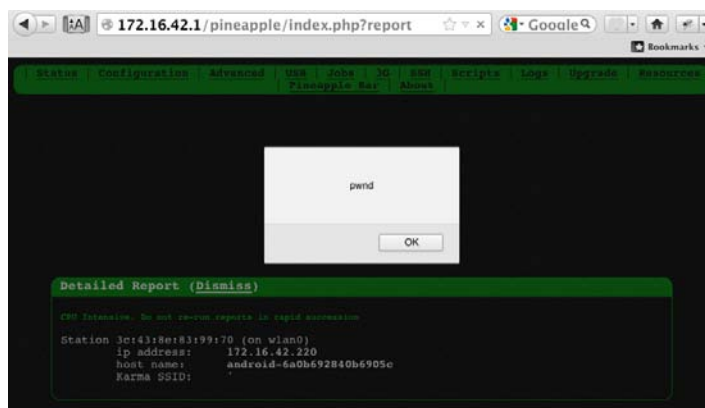 172.16.42.1/pineapple/index.php?report
Google
Bookmarks
Status | Configuration | Advanced | USB | Jobs | 3G | SSH | Scripts | Logs | Upgrade | Resources
Pineapple Bar | About
pwnd
OK
Detailed Report (Dismiss)
CPU Intensive. Do not re-run reports in rapid succession
Station 3c:43:8e:83:99:70 (on wlan0)
ip address: 172.16.42.220
host name: android-6a0b692840b6905c
Karma SSID: '